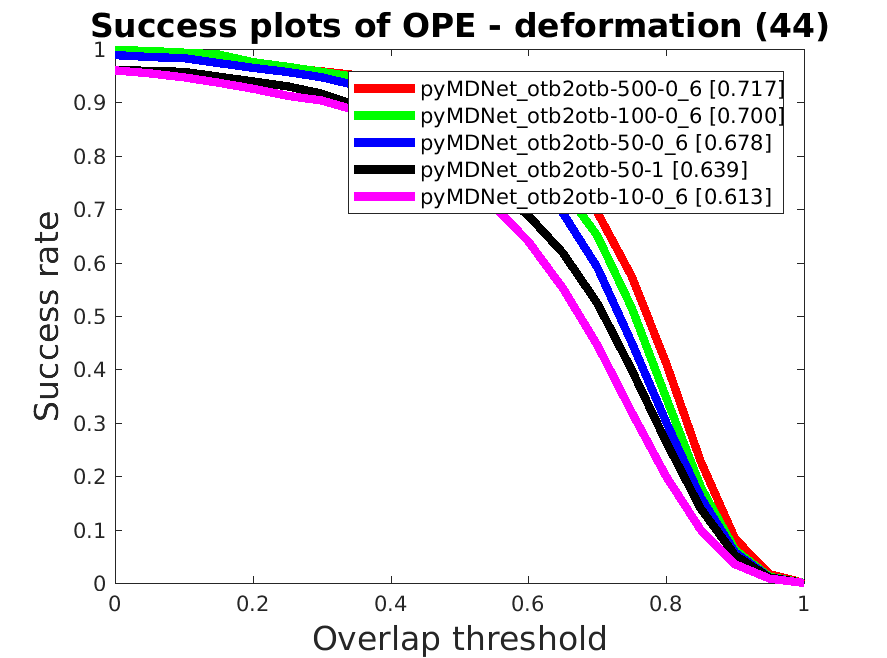 Success plots of OPE - deformation (44)
1
0.9
0.8
0.7
0.6
0.5
0.4
0.3
0.2
0.1
0
Success rate
pyMDNet_otb2otb-500-0_6 [0.717]
pyMDNet_otb2otb-100-0_6 [0.700]
pyMDNet_otb2otb-50-0_6 [0.678]
pyMDNet_otb2otb-50-1 [0.639]
pyMDNet_otb2otb-10-0_6 [0.613]
0 0.2 0.4 0.6 0.8 1
Overlap threshold